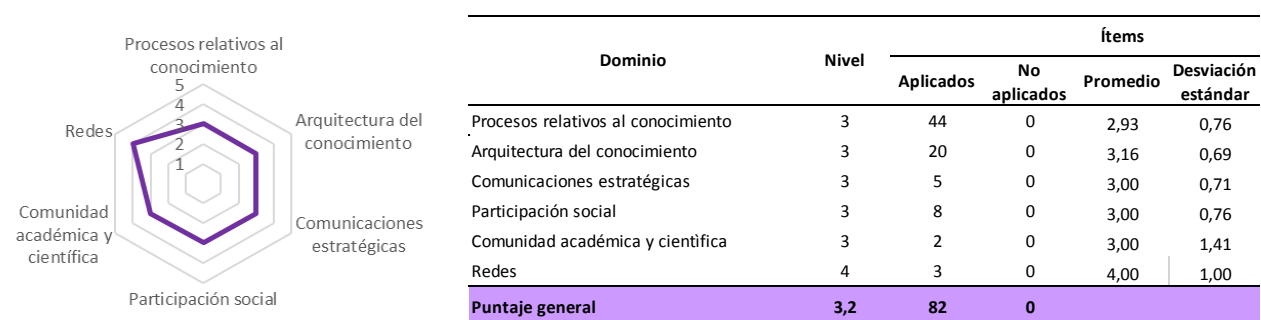 Procesos relativos al
conocimiento
5
4
3
2
1
Arquitectura del
conocimiento
Comunicaciones
estratégicas
Participación social
Comunidad
académica y
científica
Redes
Dominio Nivel Ítems
Aplicados No aplicados Promedio Desviación estándar
Procesos relativos al conocimiento 3 44 0 2,93 0,76
Arquitectura del conocimiento 3 20 0 3,16 0,69
Comunicaciones estratégicas 3 5 0 3,00 0,71
Participación social 3 8 0 3,00 0,76
Comunidad académica y cientìfica 3 2 0 3,00 1,41
Redes 4 3 0 4,00 1,00
Puntaje general 3,2 82 0